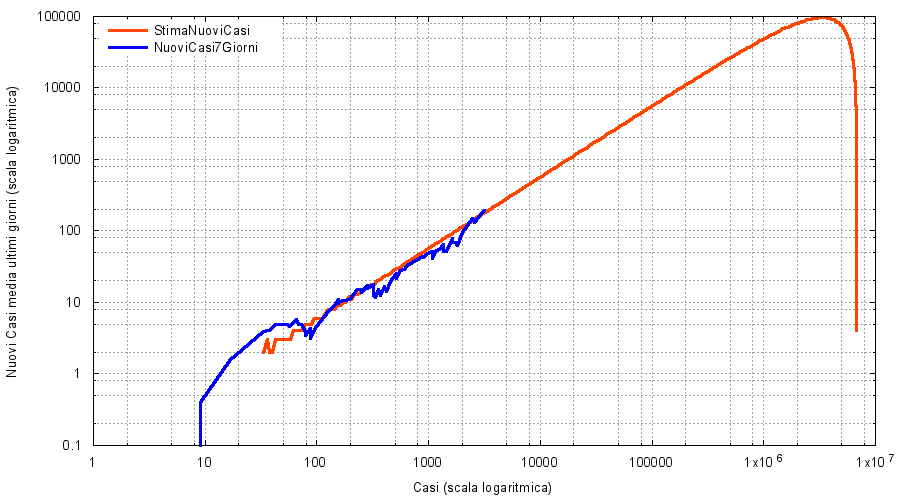 100000
10000
1000
100
10
1
0.1
StimaNuoviCasi
NuoviCasi7Giorni
Nuovi Casi media ultimi giorni (scala logaritmica)
1 10 100 1000 10000 100000 1x10^6 1x10^7
Casi (scala logaritmica)